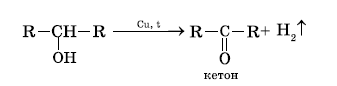 Cu, t
R—CH—R ⟶ R—C—R + H₂↑
OH O
кетон